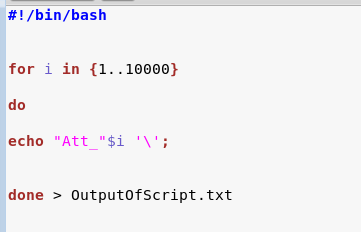 #!/bin/bash
for i in {1..10000}
do
echo "Att_"$i '\';
done > OutputOfScript.txt